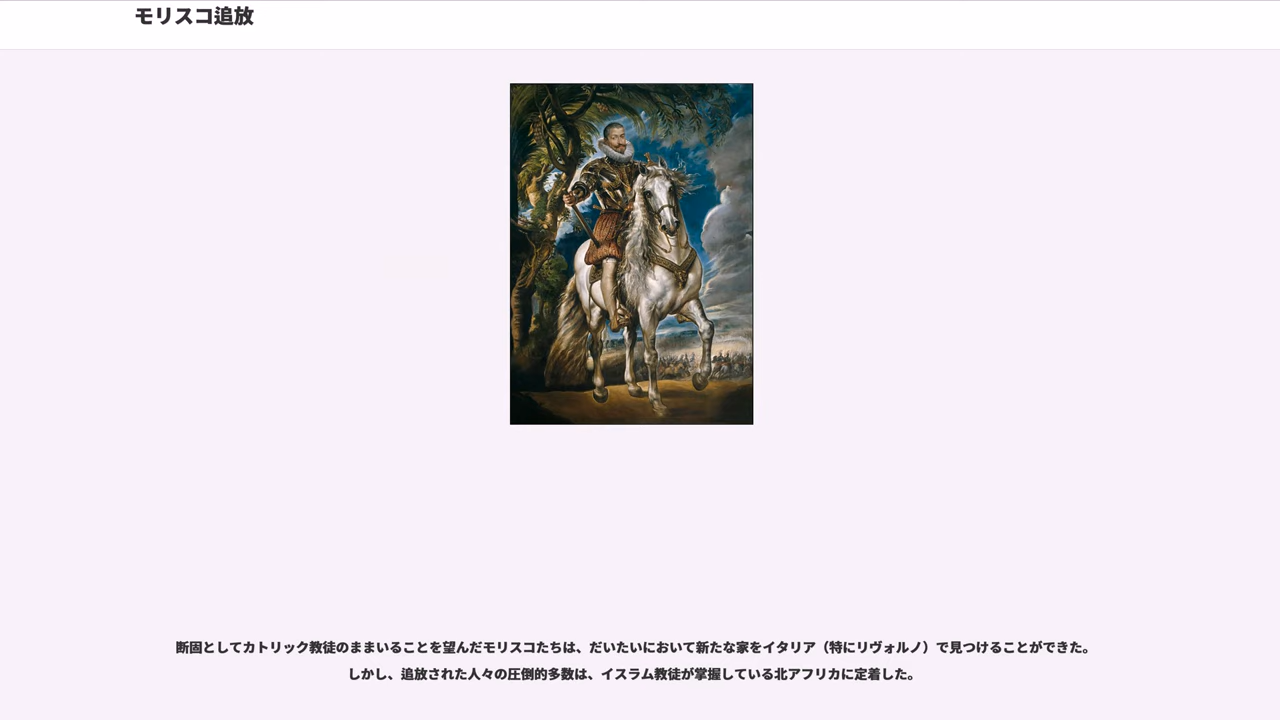 モリスコ追放
断固としてカトリック教徒のままいることを望んだモリスコたちは、だいたいにおいて新たな家をイタリア（特にリヴォルノ）で見つけることができた。
しかし、追放された人々の圧倒的多数は、イスラム教徒が掌握している北アフリカに定着した。